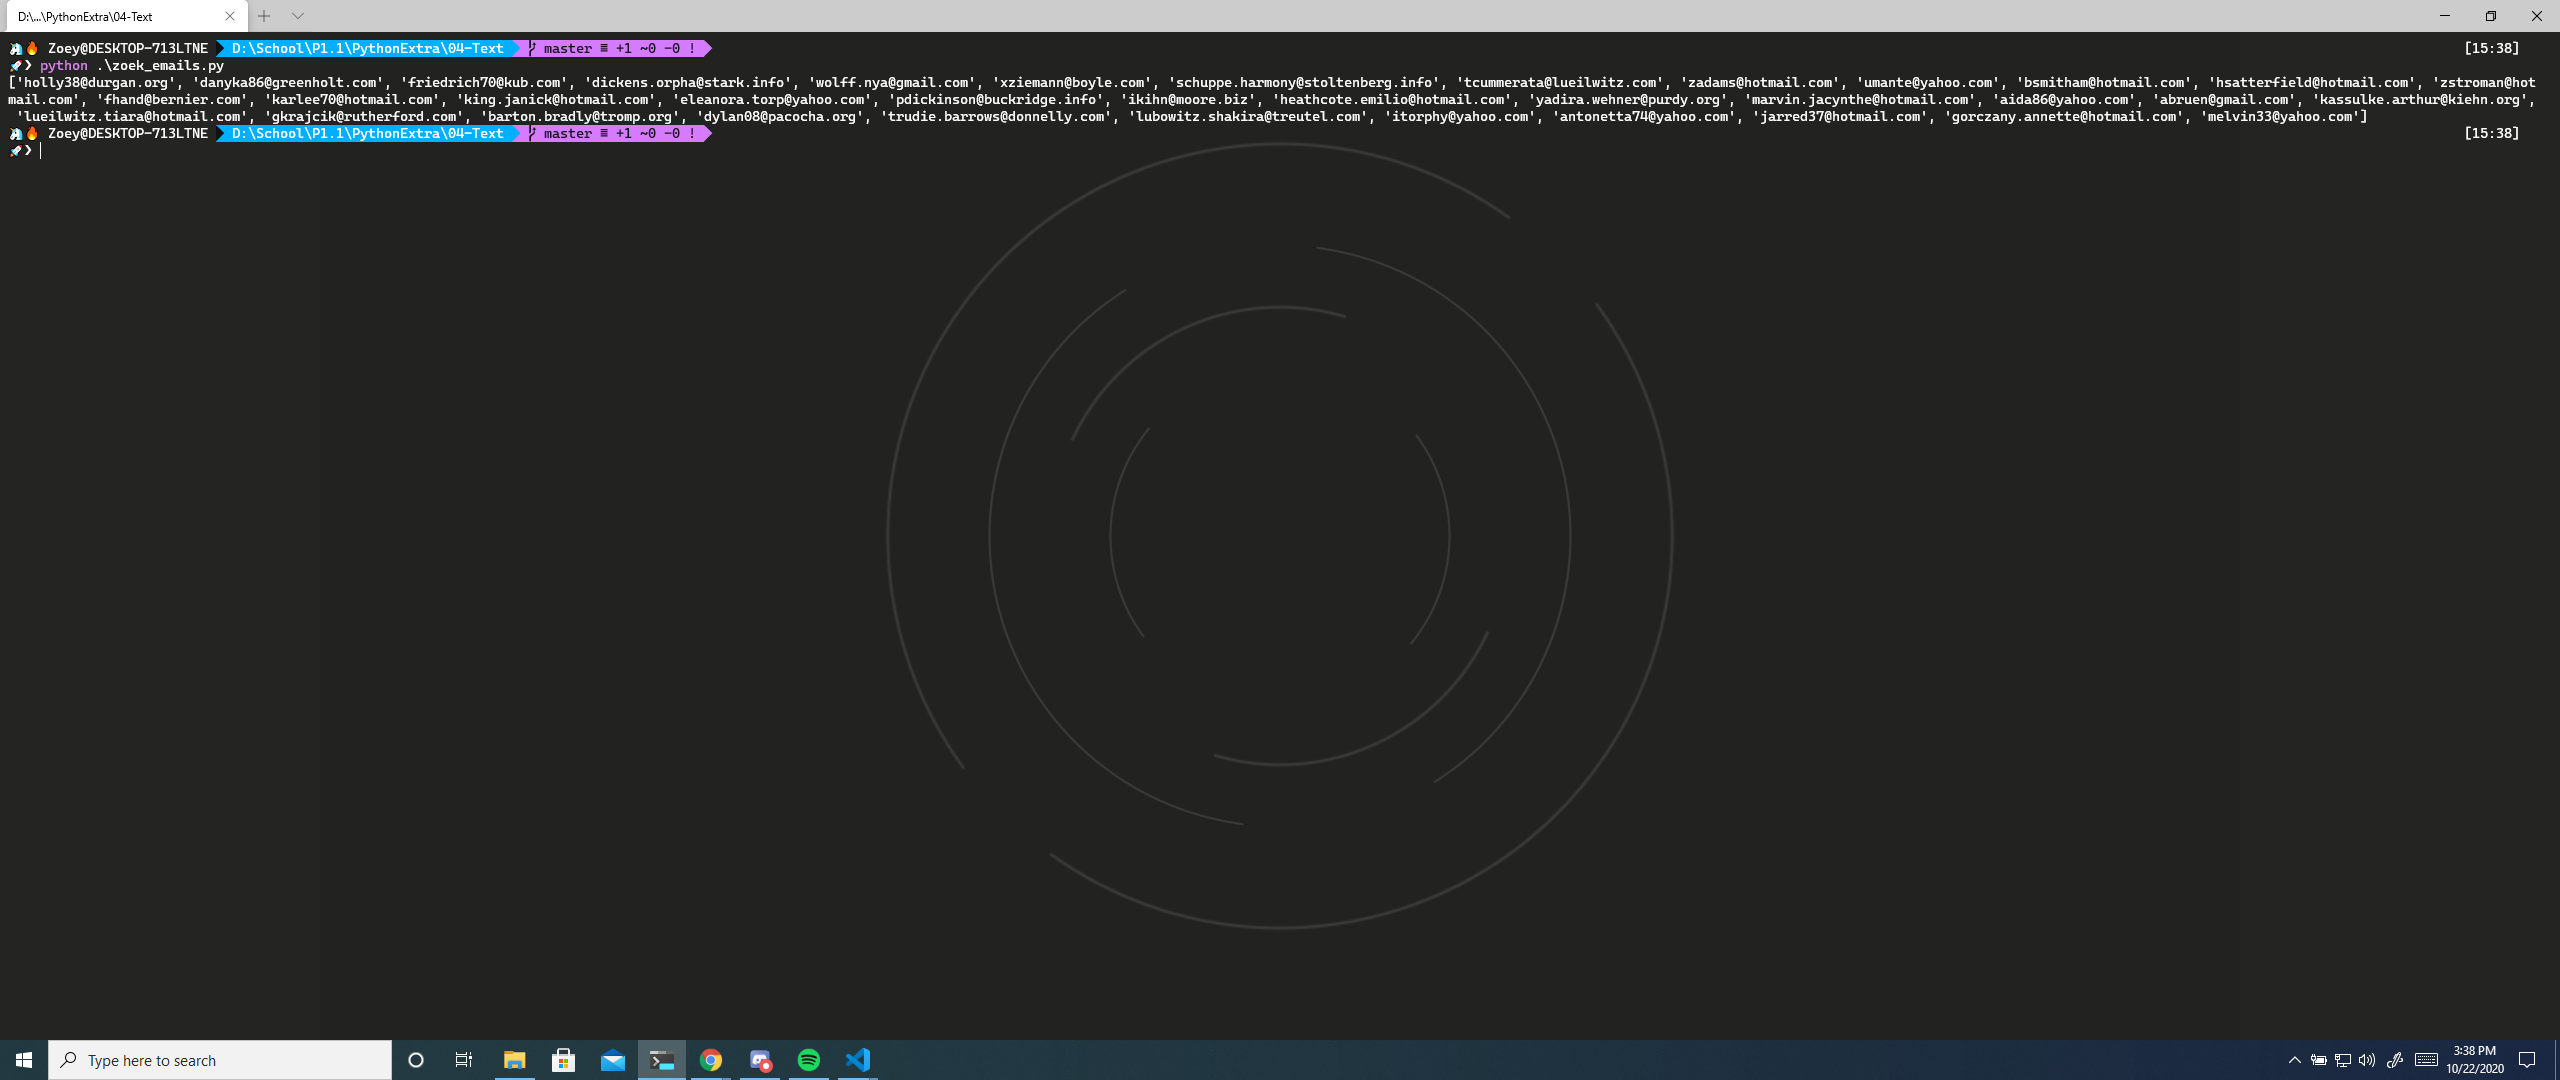 D:\...\PythonExtra\04-Text
Zoey@DESKTOP-713LTNE D:\School\P1.1\PythonExtra\04-Text master ≡ +1 ~0 -0 ! [15:38]
❯ python .\zoek_emails.py
['holly38@durgan.org', 'danyka86@greenholt.com', 'friedrich70@kub.com', 'dickens.orpha@stark.info', 'wolff.nya@gmail.com', 'xziemann@boyle.com', 'schuppe.harmony@stoltenberg.info', 'tcummerata@lueilwitz.com', 'zadams@hotmail.com', 'umante@yahoo.com', 'bsmitham@hotmail.com', 'hsatterfield@hotmail.com', 'zstroman@hot
mail.com', 'fhand@bernier.com', 'karlee70@hotmail.com', 'king.janick@hotmail.com', 'eleanora.torp@yahoo.com', 'pdickinson@buckridge.info', 'ikihn@moore.biz', 'heathcote.emilio@hotmail.com', 'yadira.wehner@purdy.org', 'marvin.jacynthe@hotmail.com', 'aida86@yahoo.com', 'abruen@gmail.com', 'kassulke.arthur@kiehn.org',
'lueilwitz.tiara@hotmail.com', 'gkrajcik@rutherford.com', 'barton.bradly@tromp.org', 'dylan08@pacocha.org', 'trudie.barrows@donnelly.com', 'lubowitz.shakira@treutel.com', 'itorphy@yahoo.com', 'antonetta74@yahoo.com', 'jarred37@hotmail.com', 'gorczany.annette@hotmail.com', 'melvin33@yahoo.com']
Zoey@DESKTOP-713LTNE D:\School\P1.1\PythonExtra\04-Text master ≡ +1 ~0 -0 ! [15:38]
❯
Type here to search
3:38 PM
10/22/2020